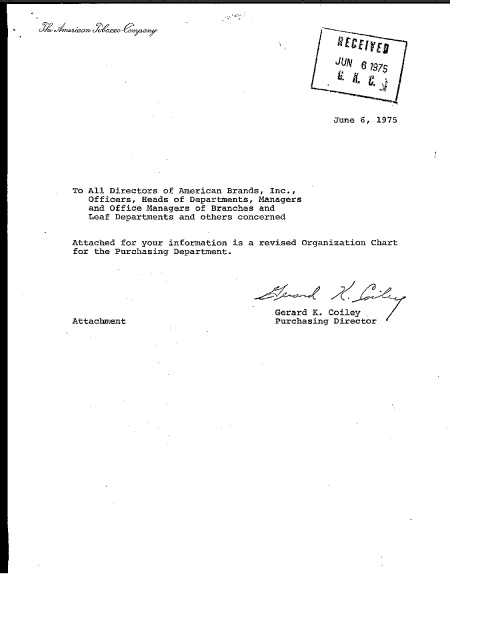 The American Tobacco Company
RECEIVED
JUN 6 1975
June 6, 1975
To All Directors of American Brands, Inc.,
Officers, Heads of Departments, Managers
and Office Managers of Branches and
Leaf Departments and others concerned
Attached for your information is a revised Organization Chart
for the Purchasing Department.
Gerard K. Coiley
Gerard K. Coiley
Attachment Purchasing Director